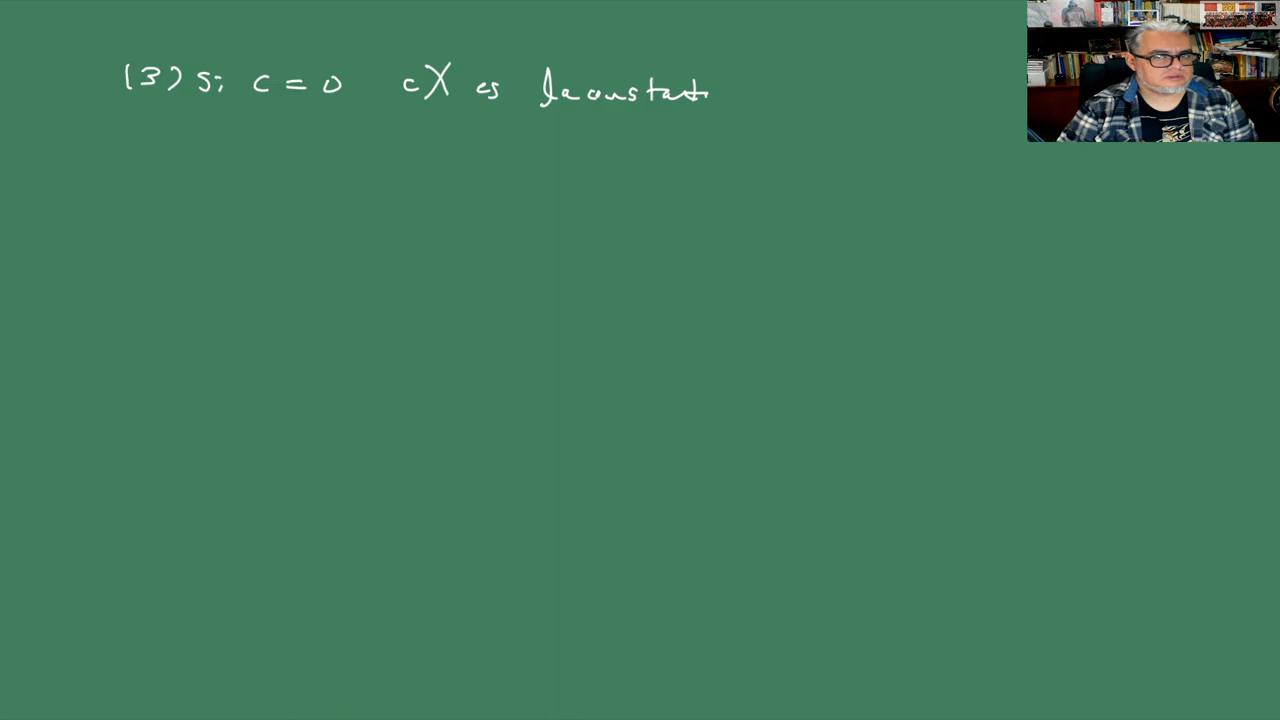 (3) Si c = 0 cX es la constante